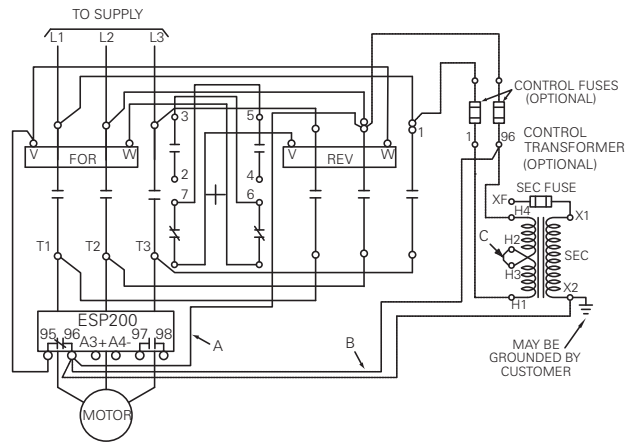 TO SUPPLY
L1 L2 L3
CONTROL FUSES
(OPTIONAL)
3 5 1 1 96
CONTROL
TRANSFORMER
(OPTIONAL)
V FOR W
V REV W
2 4
7 6
SEC FUSE
XF
H4 X1
C H2
SEC
H3
H1 X2
T1 T2 T3
ESP200
95 96 A3+A4- 97 98
A
B
MAY BE
GROUNDED BY
CUSTOMER
MOTOR